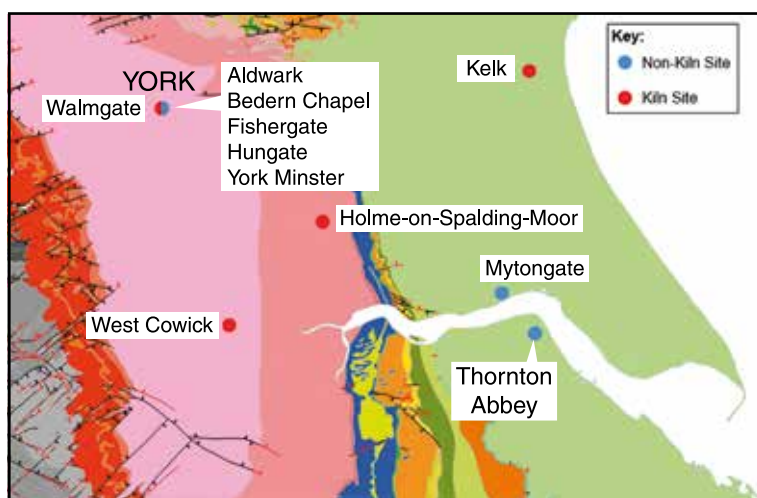 YORK
Walmgate
Aldwark
Bedern Chapel
Fishergate
Hungate
York Minster
Kelk
Key:
Non-Kiln Site
Kiln Site
Holme-on-Spalding-Moor
Mytongate
West Cowick
Thornton
Abbey